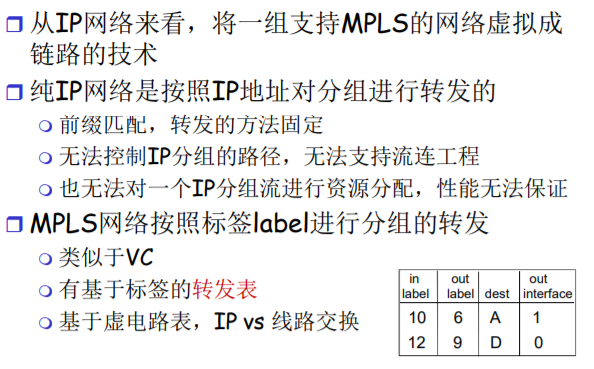 从IP网络来看，将一组支持MPLS的网络虚拟成
链路的技术
纯IP网络是按照IP地址对分组进行转发的
前缀匹配，转发的方法固定
无法控制IP分组的路径，无法支持流连工程
也无法对一个IP分组流进行资源分配，性能无法保证
MPLS网络按照标签label进行分组的转发
类似于VC
有基于标签的转发表
基于虚电路表，IP vs 线路交换
in out out
label label dest interface
10 6 A 1
12 9 D 0